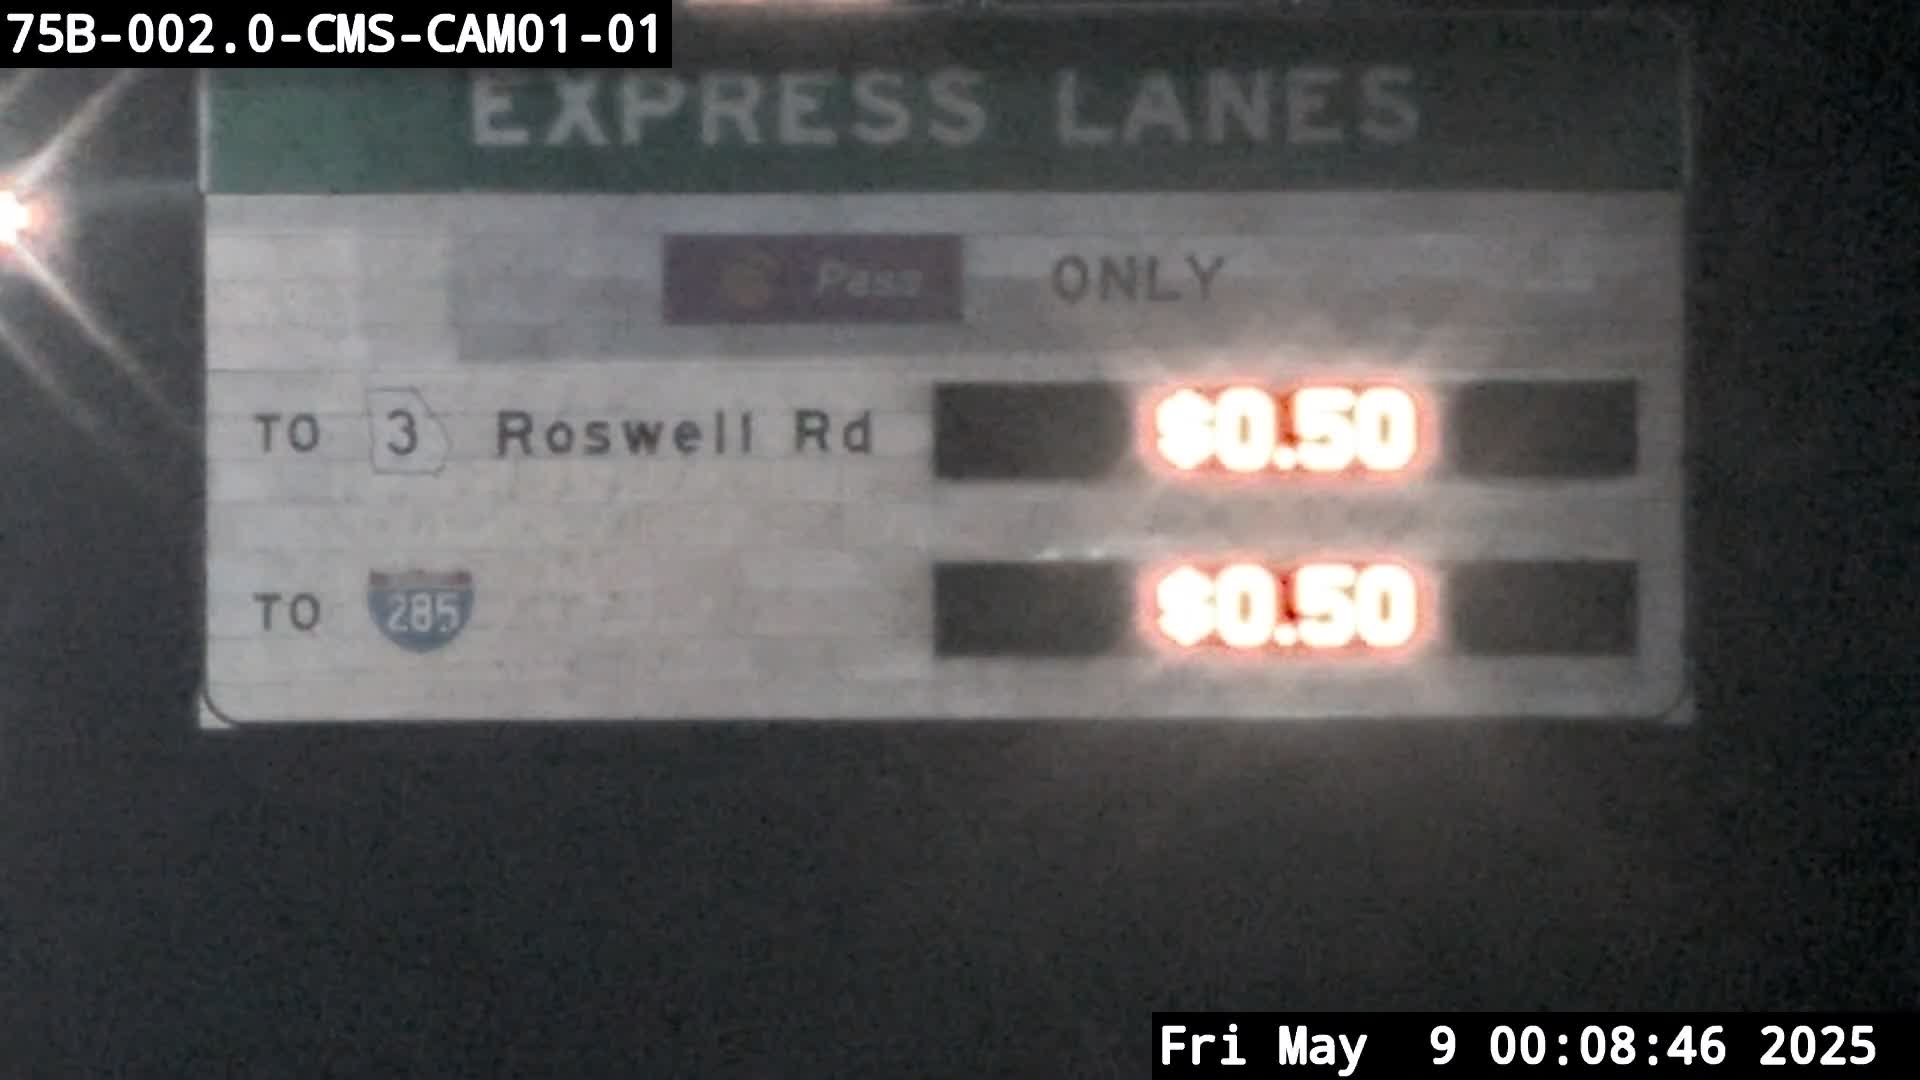 75B-002.0-CMS-CAM01-01
EXPRESS LANES
Pass ONLY
TO 3 Roswell Rd $0.50
TO 285 $0.50
Fri May 9 00:08:46 2025